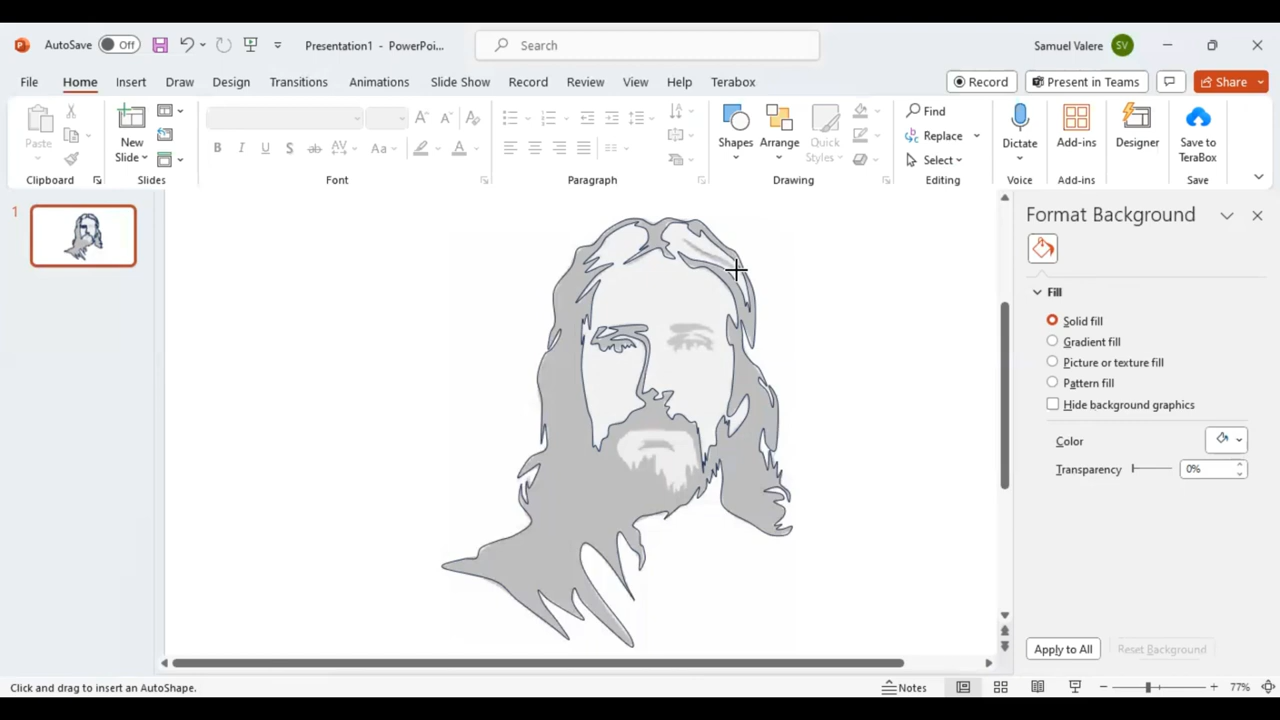 AutoSave Off Presentation1 - PowerPoi... Search Samuel Valere SV
File Home Insert Draw Design Transitions Animations Slide Show Record Review View Help Terabox Record Present in Teams Share
Paste New Slide B I U S ab AV Aa A A A A Shapes Arrange Quick Styles Find Replace Select Dictate Add-ins Designer Save to TeraBox
Clipboard Slides Font Paragraph Drawing Editing Voice Add-ins Save
1
Format Background
Fill
Solid fill
Gradient fill
Picture or texture fill
Pattern fill
Hide background graphics
Color
Transparency 0%
Apply to All Reset Background
Click and drag to insert an AutoShape. Notes 77%